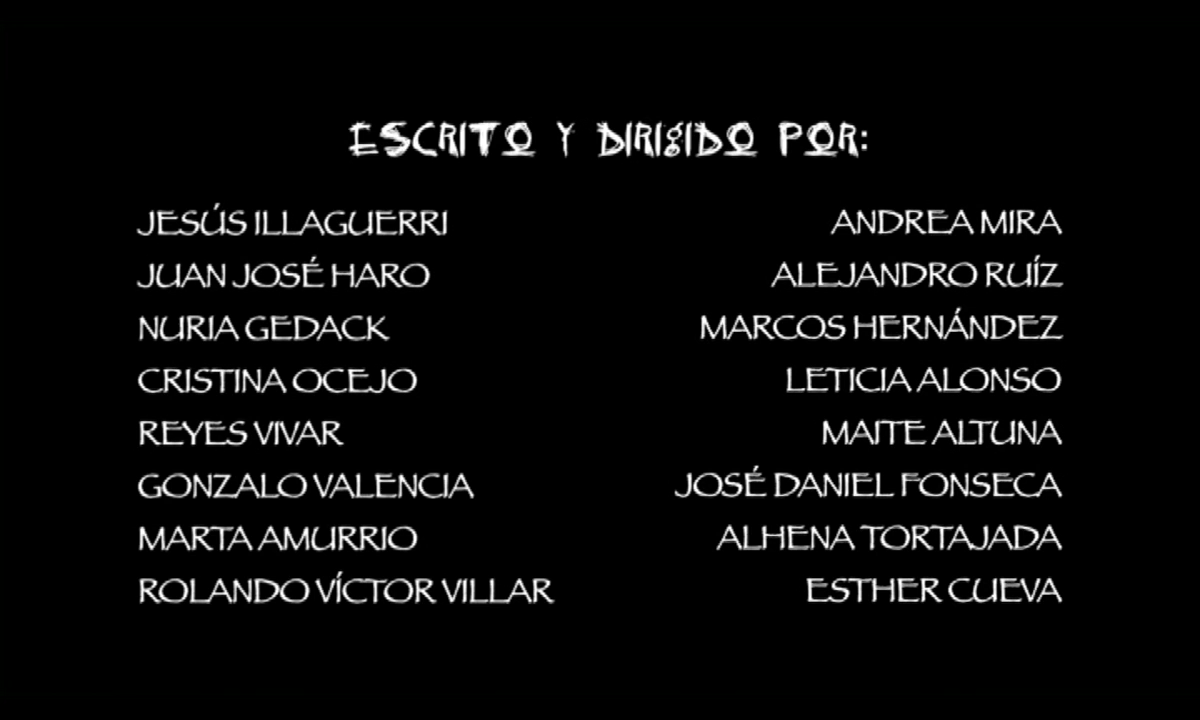 ESCRITO Y DIRIGIDO POR:
JESÚS ILLAGUERRI
JUAN JOSÉ HARO
NURIA GEDACK
CRISTINA OCEJO
REYES VIVAR
GONZALO VALENCIA
MARTA AMURRIO
ROLANDO VÍCTOR VILLAR
ANDREA MIRA
ALEJANDRO RUÍZ
MARCOS HERNÁNDEZ
LETICIA ALONSO
MAITE ALTUNA
JOSÉ DANIEL FONSECA
ALHENA TORTAJADA
ESTHER CUEVA